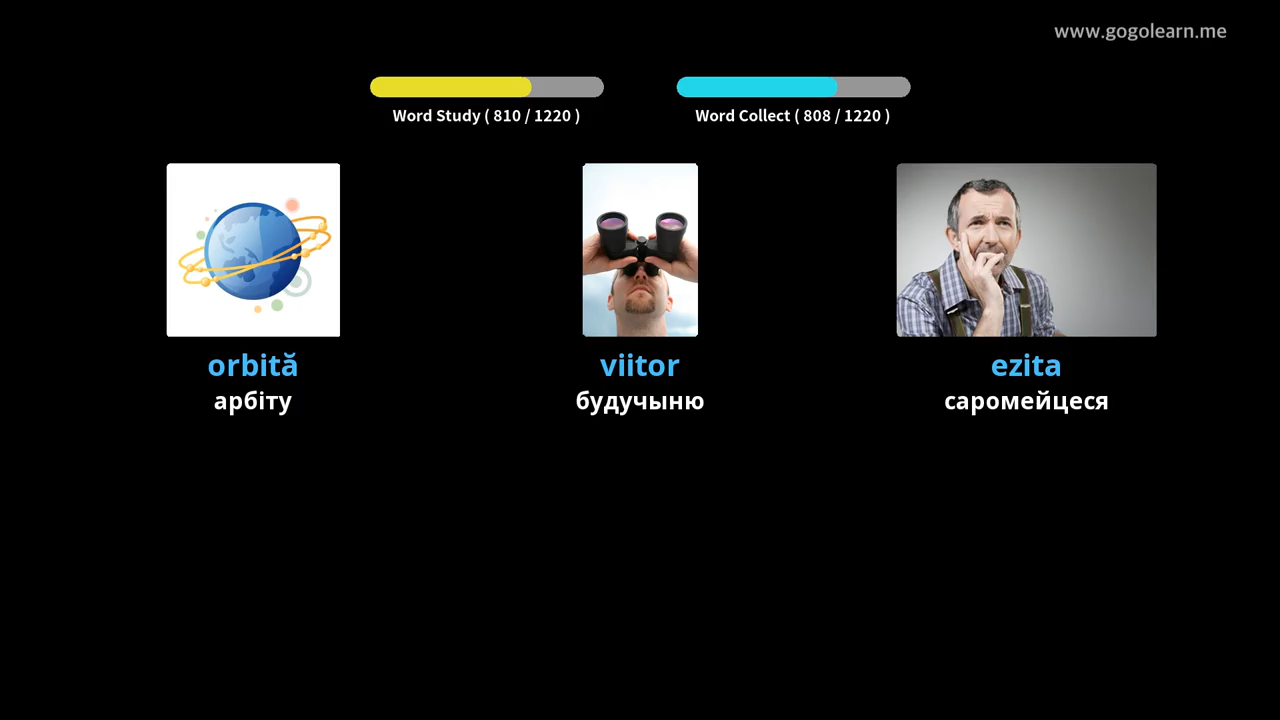 www.gogolearn.me
Word Study ( 810 / 1220 )
Word Collect ( 808 / 1220 )
orbită
арбіту
viitor
будучыню
ezita
саромейцеся